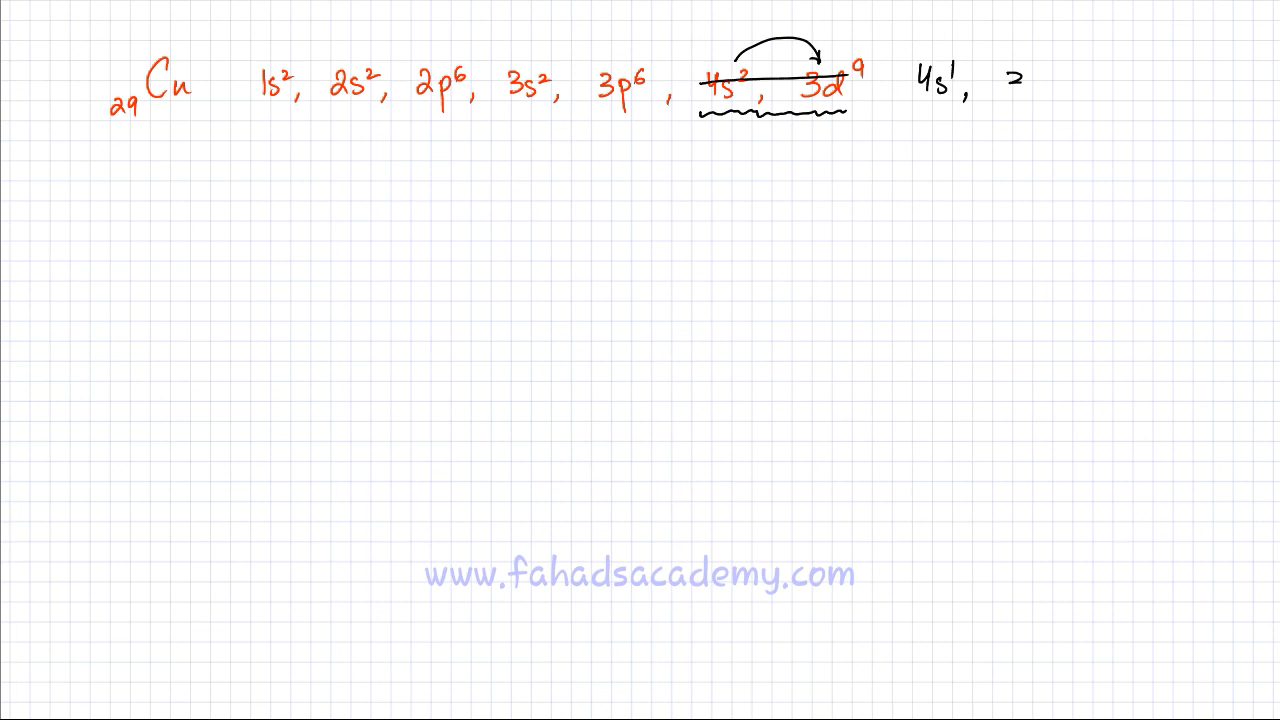 ₂₉Cu 1s², 2s², 2p⁶, 3s², 3p⁶, 4s², 3d⁹ 4s¹,
www.fahadsacademy.com